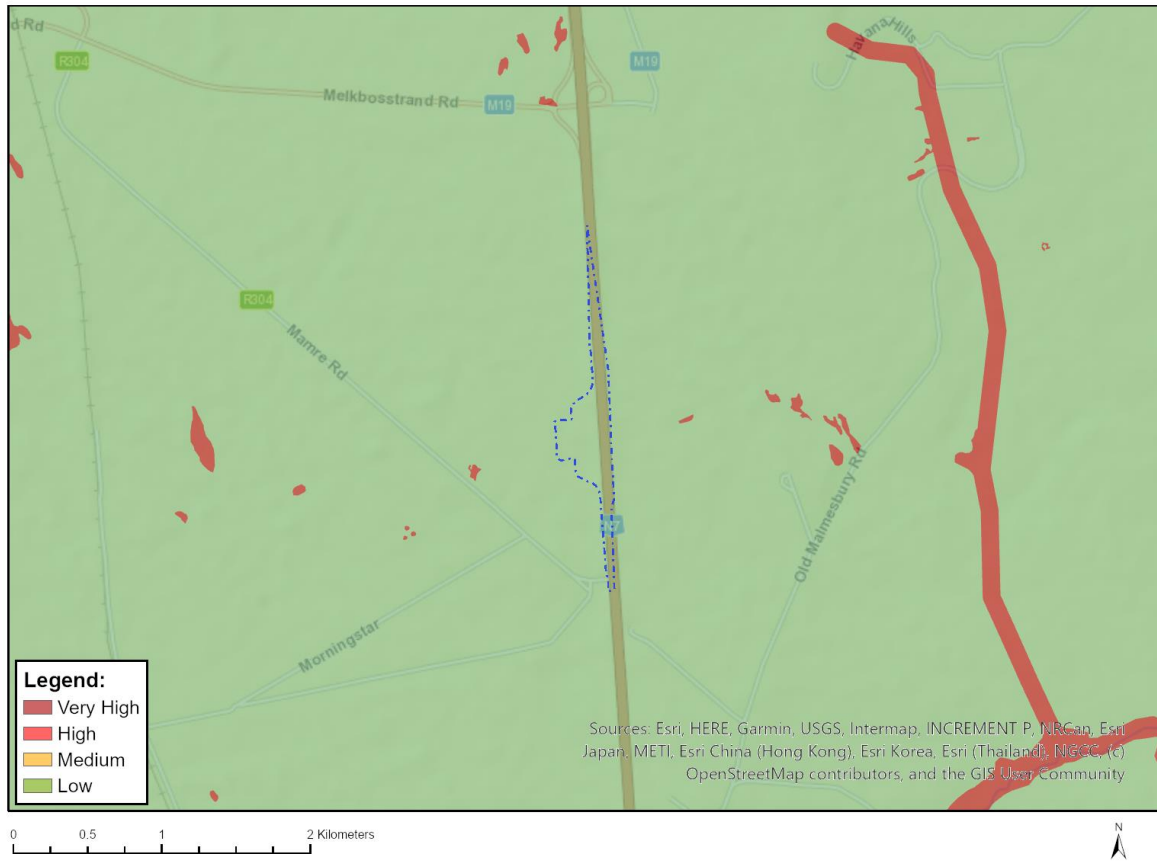 d Rd
R304
Melkbosstrand Rd
M19
M19
Havana Hills
R304
Mamre Rd
Old Malmesbury Rd
N7
Morningstar
Legend:
Very High
High
Medium
Low
Sources: Esri, HERE, Garmin, USGS, Intermap, INCREMENT P, NRCan, Esri
Japan, METI, Esri China (Hong Kong), Esri Korea, Esri (Thailand), NGCC, (c)
OpenStreetMap contributors, and the GIS User Community
0 0.5 1 2 Kilometers
N